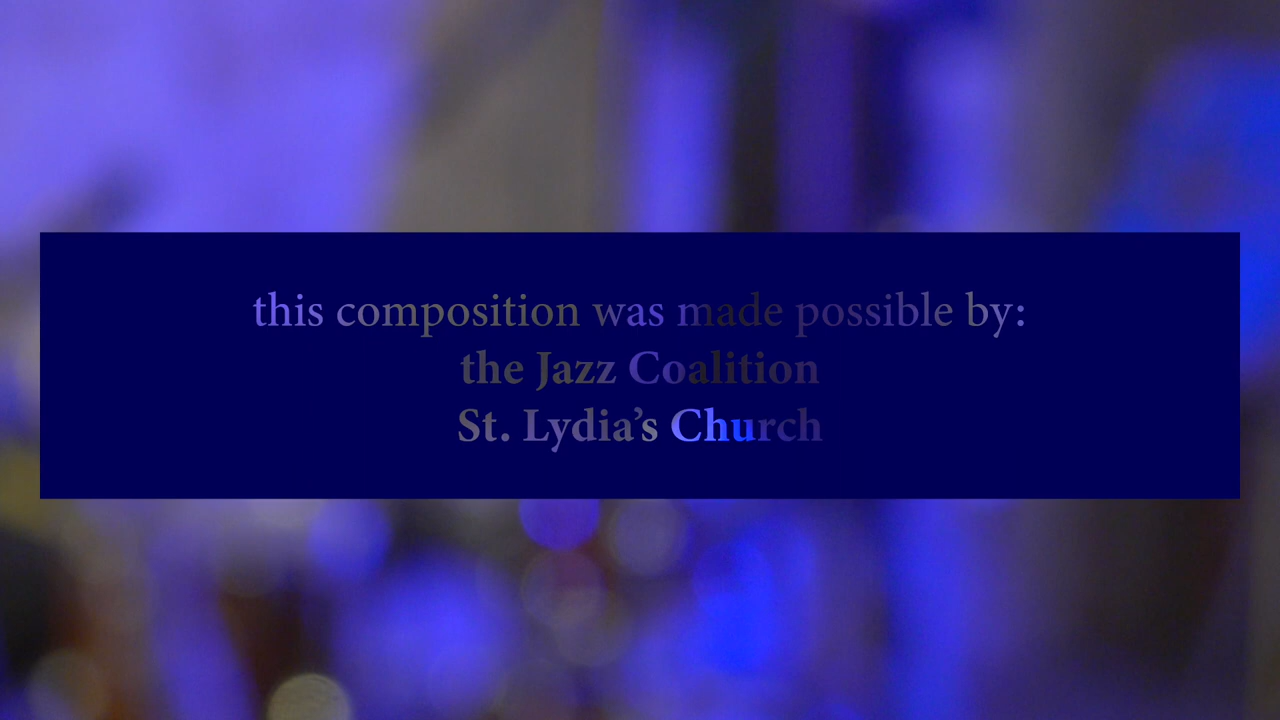 this composition was made possible by:
the Jazz Coalition
St. Lydia’s Church